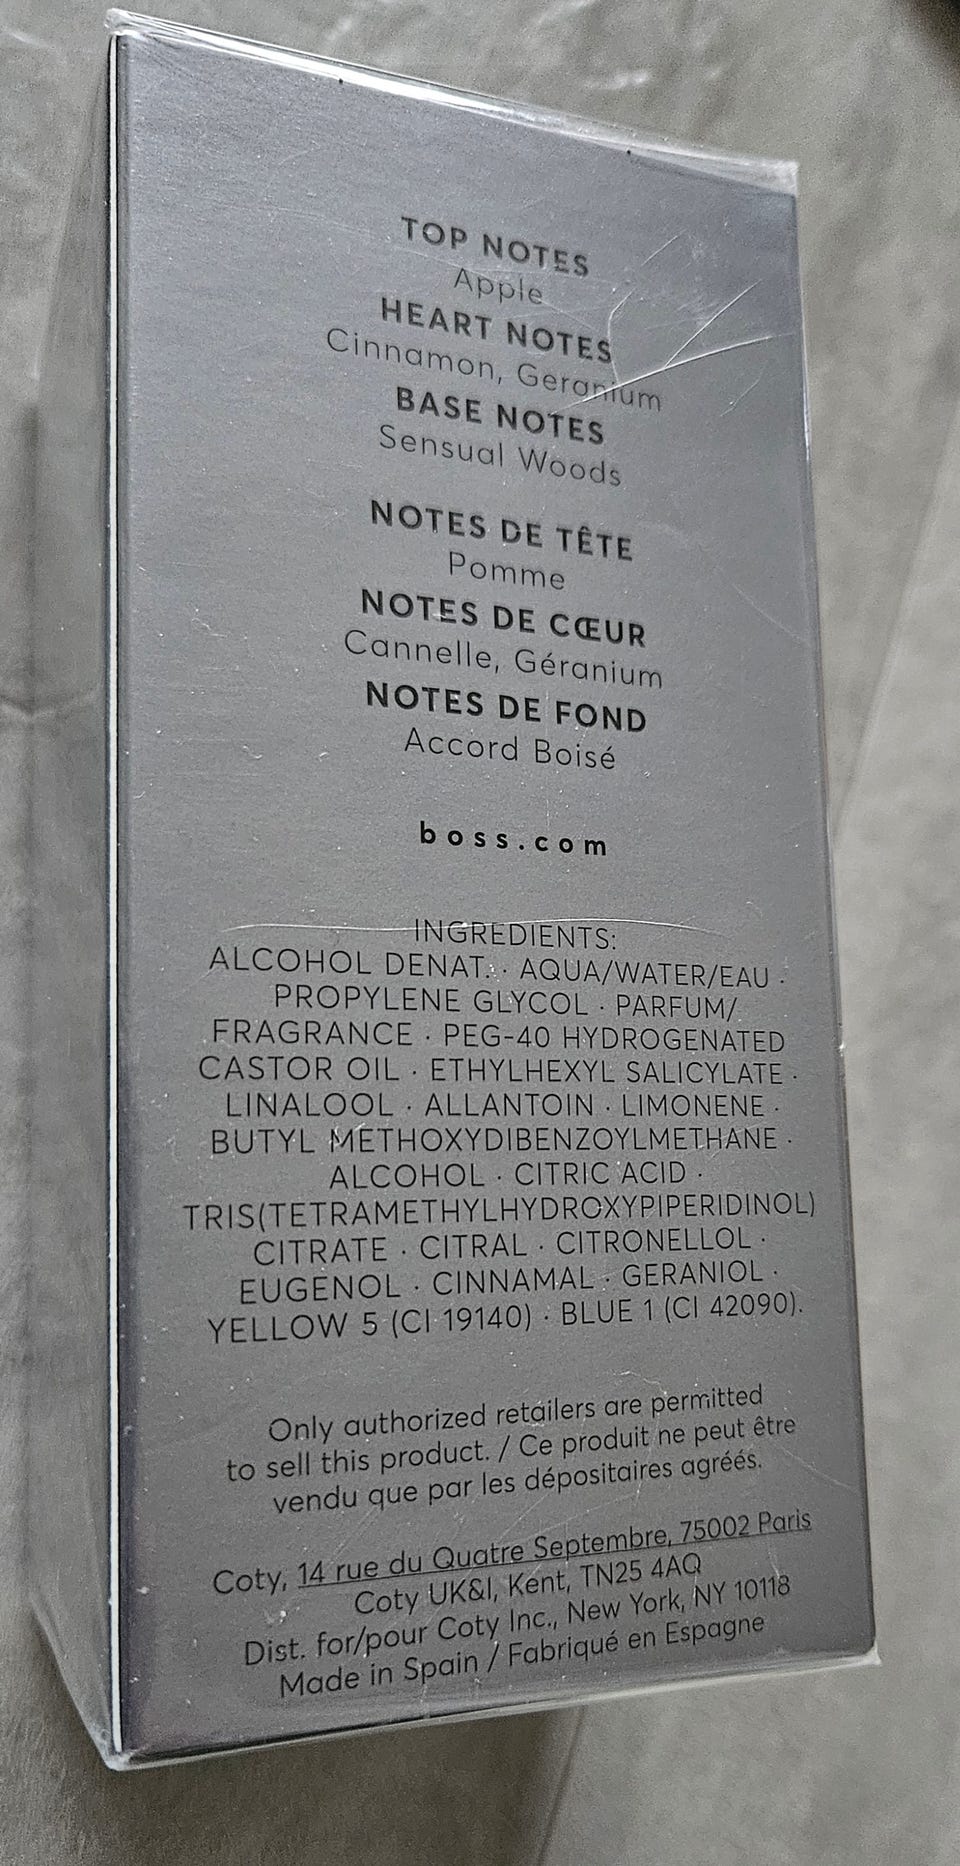 TOP NOTES
Apple
HEART NOTES
Cinnamon, Geranium
BASE NOTES
Sensual Woods
NOTES DE TÊTE
Pomme
NOTES DE CŒUR
Cannelle, Géranium
NOTES DE FOND
Accord Boisé
boss.com
INGREDIENTS:
ALCOHOL DENAT. · AQUA/WATER/EAU ·
PROPYLENE GLYCOL · PARFUM/
FRAGRANCE · PEG-40 HYDROGENATED
CASTOR OIL · ETHYLHEXYL SALICYLATE ·
LINALOOL · ALLANTOIN · LIMONENE ·
BUTYL METHOXYDIBENZOYLMETHANE ·
ALCOHOL · CITRIC ACID ·
TRIS(TETRAMETHYLHYDROXYPIPERIDINOL)
CITRATE · CITRAL · CITRONELLOL ·
EUGENOL · CINNAMAL · GERANIOL ·
YELLOW 5 (CI 19140) · BLUE 1 (CI 42090).
Only authorized retailers are permitted
to sell this product. / Ce produit ne peut être
vendu que par les dépositaires agréés.
Coty, 14 rue du Quatre Septembre, 75002 Paris
Coty UK&I, Kent, TN25 4AQ
Dist. for/pour Coty Inc., New York, NY 10118
Made in Spain / Fabriqué en Espagne